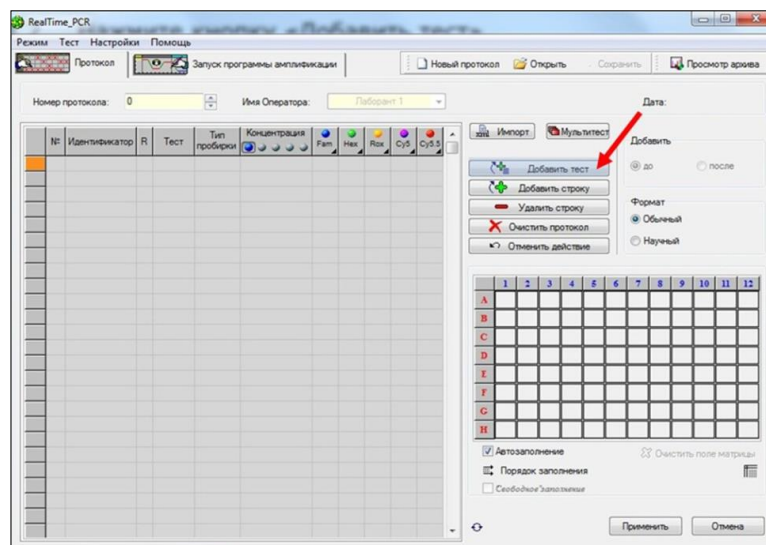 RealTime_PCR
Режим Тест Настройки Помощь
Протокол Запуск программы амплификации Новый протокол Открыть Сохранить Просмотр архива
Номер протокола: 0 Имя Оператора: Лаборант 1 Дата:
№ Идентификатор R Тест Тип пробирки Концентрация Fam Hex Rox Cy5 Cy5.5
Импорт Мультитест
Добавить
Добавить тест
до после
Добавить строку
Удалить строку
Формат
Обычный
Очистить протокол
Научный
Отменить действие
1 2 3 4 5 6 7 8 9 10 11 12
A
B
C
D
E
F
G
H
Автозаполнение Очистить поле матрицы
Порядок заполнения
Свободное заполнение
Применить Отмена